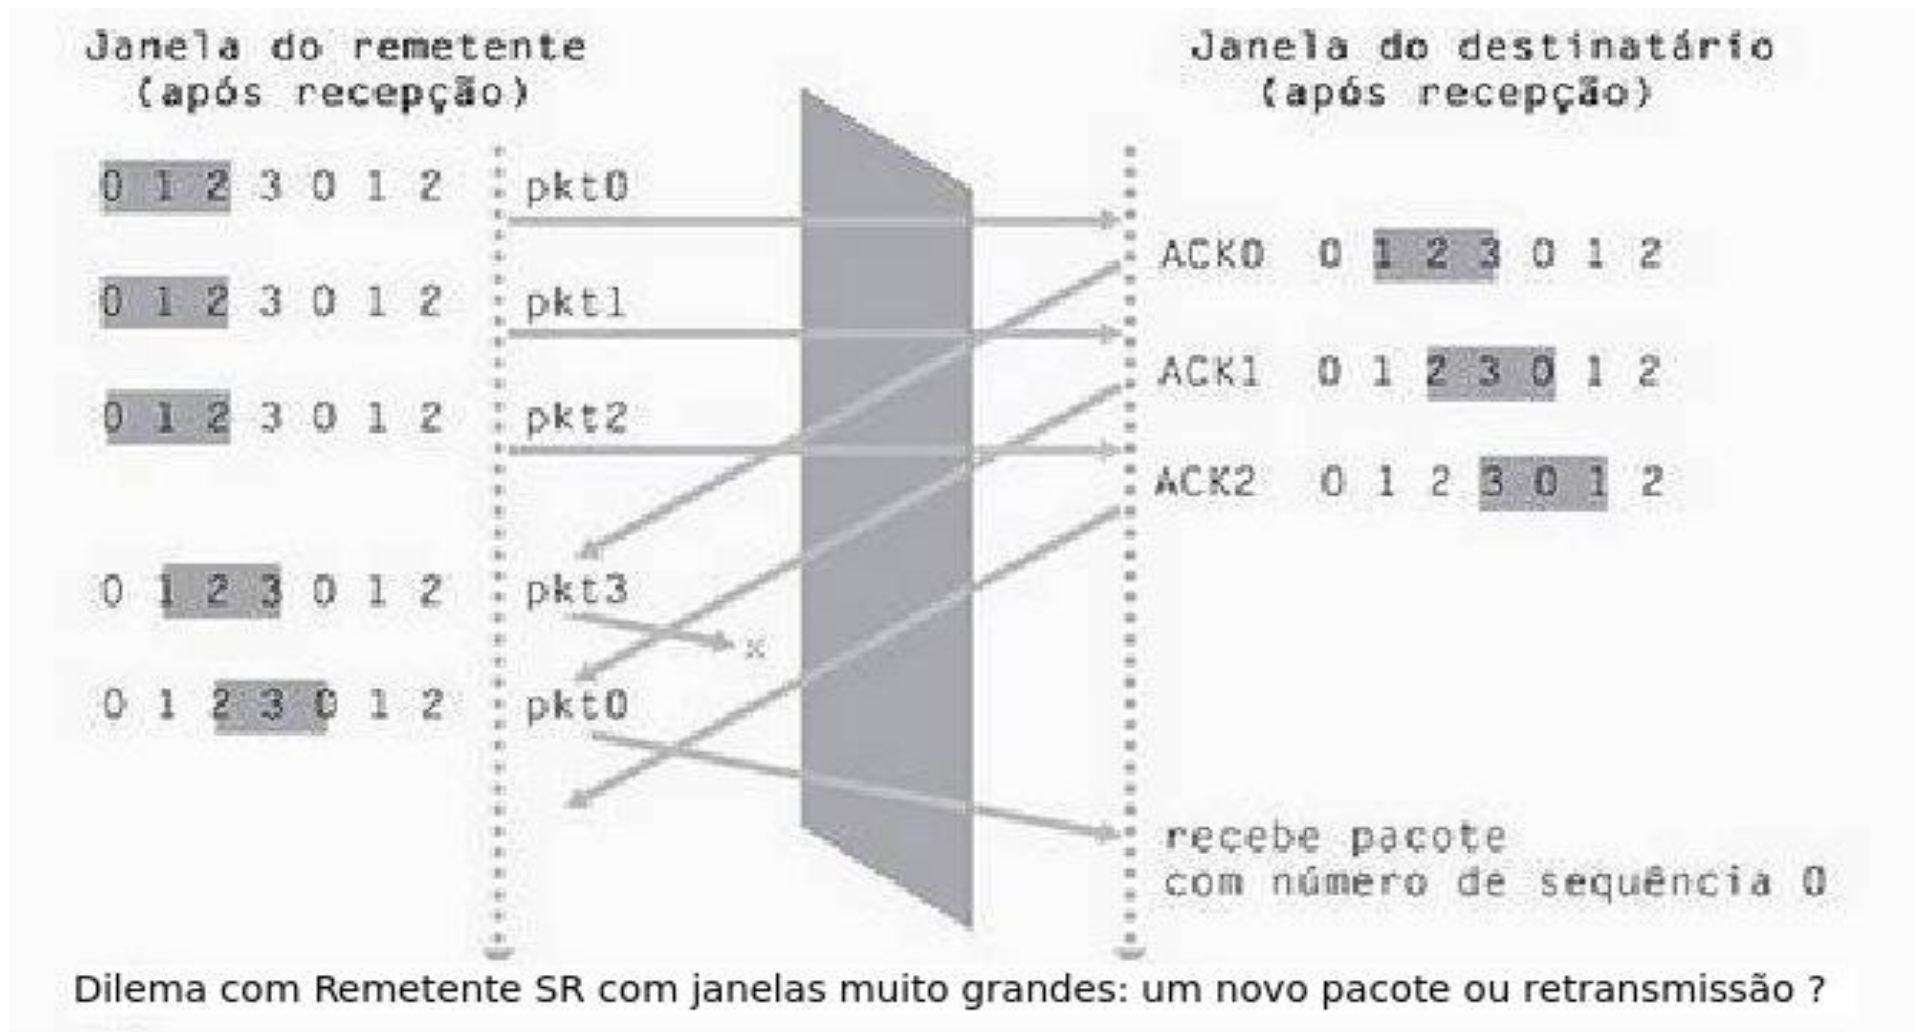 Janela do remetente
(após recepção)
Janela do destinatário
(após recepção)
0 1 2 3 0 1 2 pkt0
ACK0 0 1 2 3 0 1 2
0 1 2 3 0 1 2 pkt1
ACK1 0 1 2 3 0 1 2
0 1 2 3 0 1 2 pkt2
ACK2 0 1 2 3 0 1 2
0 1 2 3 0 1 2 pkt3
x
0 1 2 3 0 1 2 pkt0
recebe pacote
com número de sequência 0
Dilema com Remetente SR com janelas muito grandes: um novo pacote ou retransmissão ?